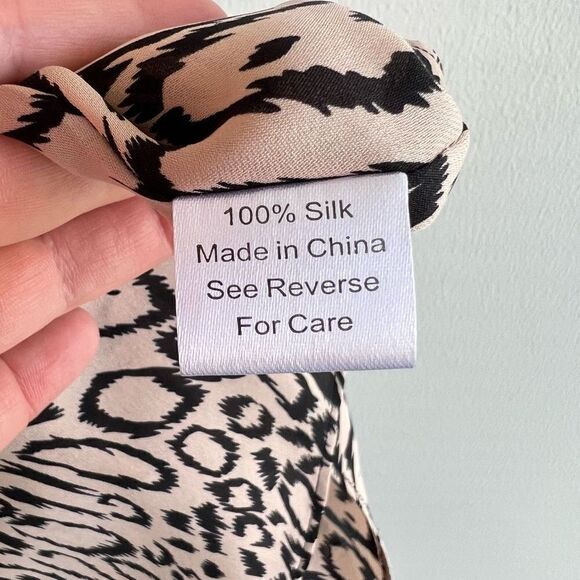 100% Silk
Made in China
See Reverse
For Care